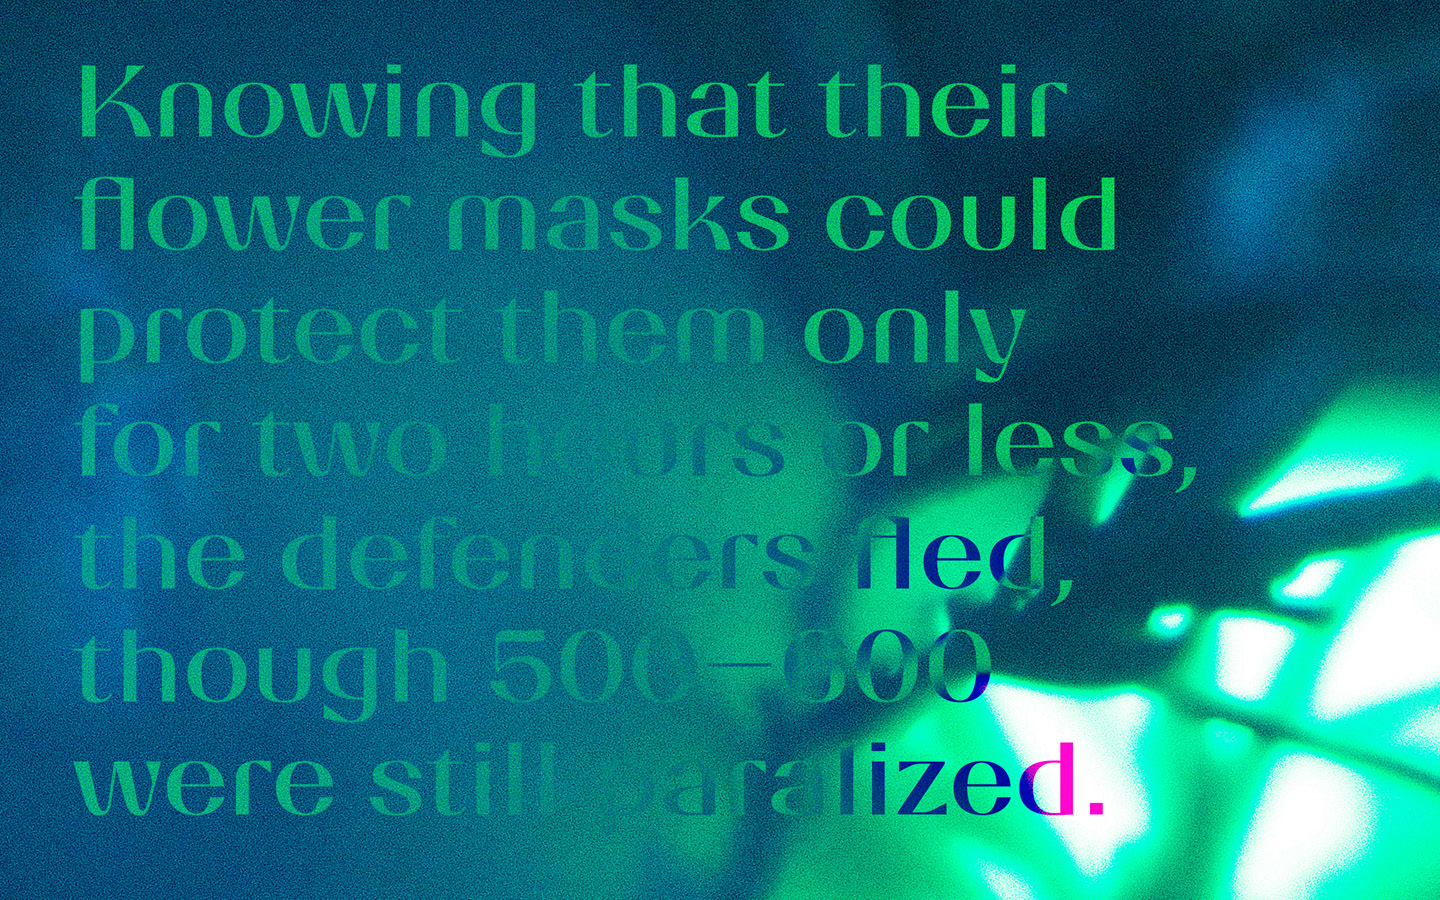 Knowing that their
flower masks could
protect them only
for two hours or less,
the defenders fled,
though 500—600
were still paralized.